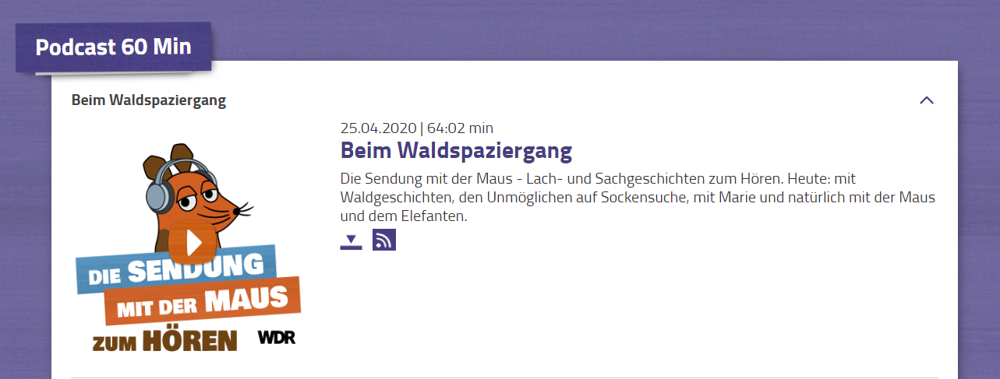 Podcast 60 Min
Beim Waldspaziergang
25.04.2020 | 64:02 min
Beim Waldspaziergang
Die Sendung mit der Maus - Lach- und Sachgeschichten zum Hören. Heute: mit
Waldgeschichten, den Unmöglichen auf Sockensuche, mit Marie und natürlich mit der Maus
und dem Elefanten.
DIE SENDUNG
MIT DER MAUS
ZUM HÖREN WDR